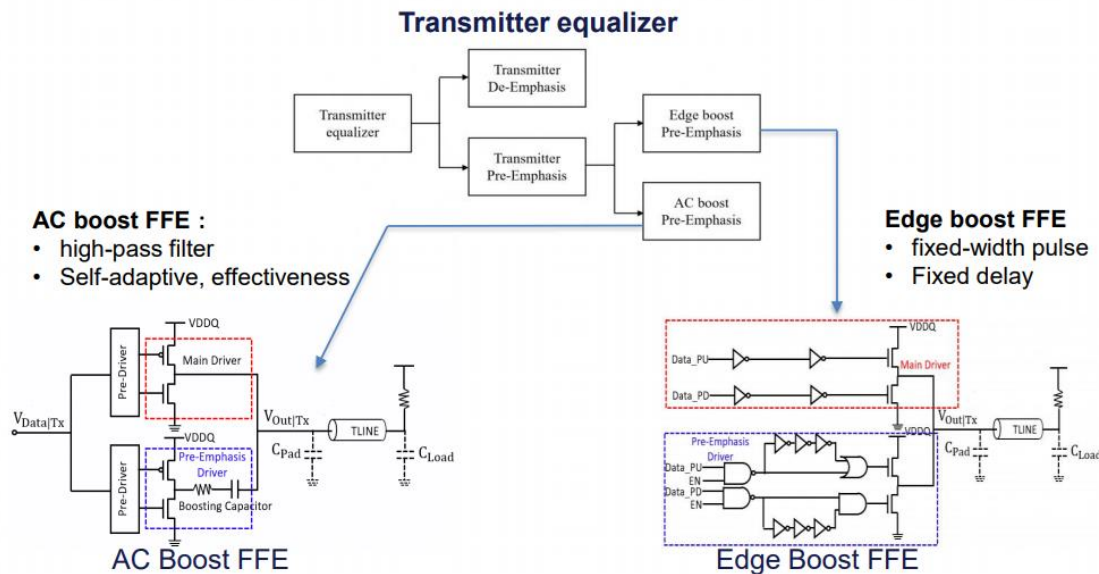 Transmitter equalizer
Transmitter
De-Emphasis
Transmitter
equalizer
Edge boost
Pre-Emphasis
Transmitter
Pre-Emphasis
AC boost
Pre-Emphasis
AC boost FFE :
• high-pass filter
• Self-adaptive, effectiveness
Edge boost FFE
• fixed-width pulse
• Fixed delay
VDDQ
Pre-Driver
Main Driver
VData|Tx
VOut|Tx
TLINE
CPad
CLoad
VDDQ
Pre-Driver
Pre-Emphasis
Driver
Boosting Capacitor
AC Boost FFE
VDDQ
Data_PU
Main Driver
Data_PD
VOut|Tx
TLINE
VDDQ
CPad
CLoad
Pre-Emphasis
Driver
Data_PU
EN
Data_PD
EN
Edge Boost FFE